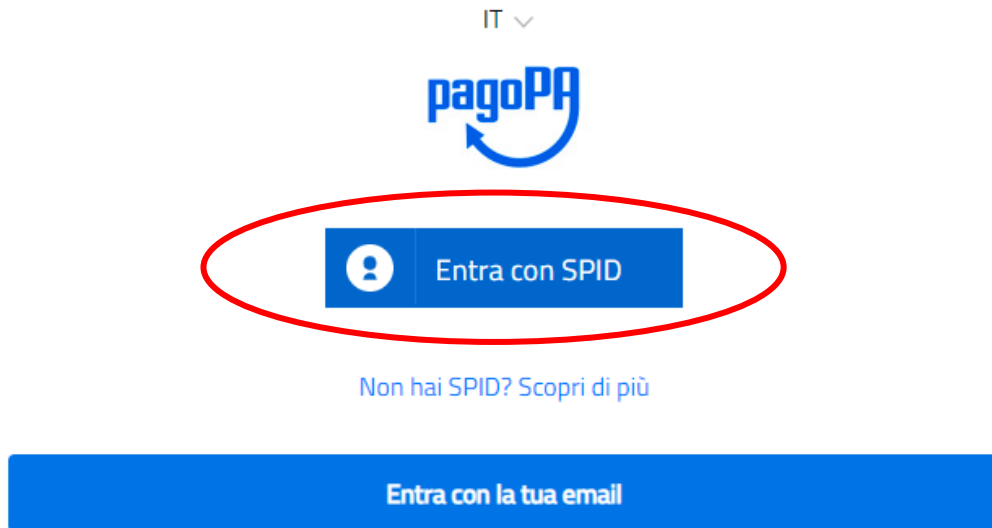 IT
pagoPA
Entra con SPID
Non hai SPID? Scopri di più
Entra con la tua email